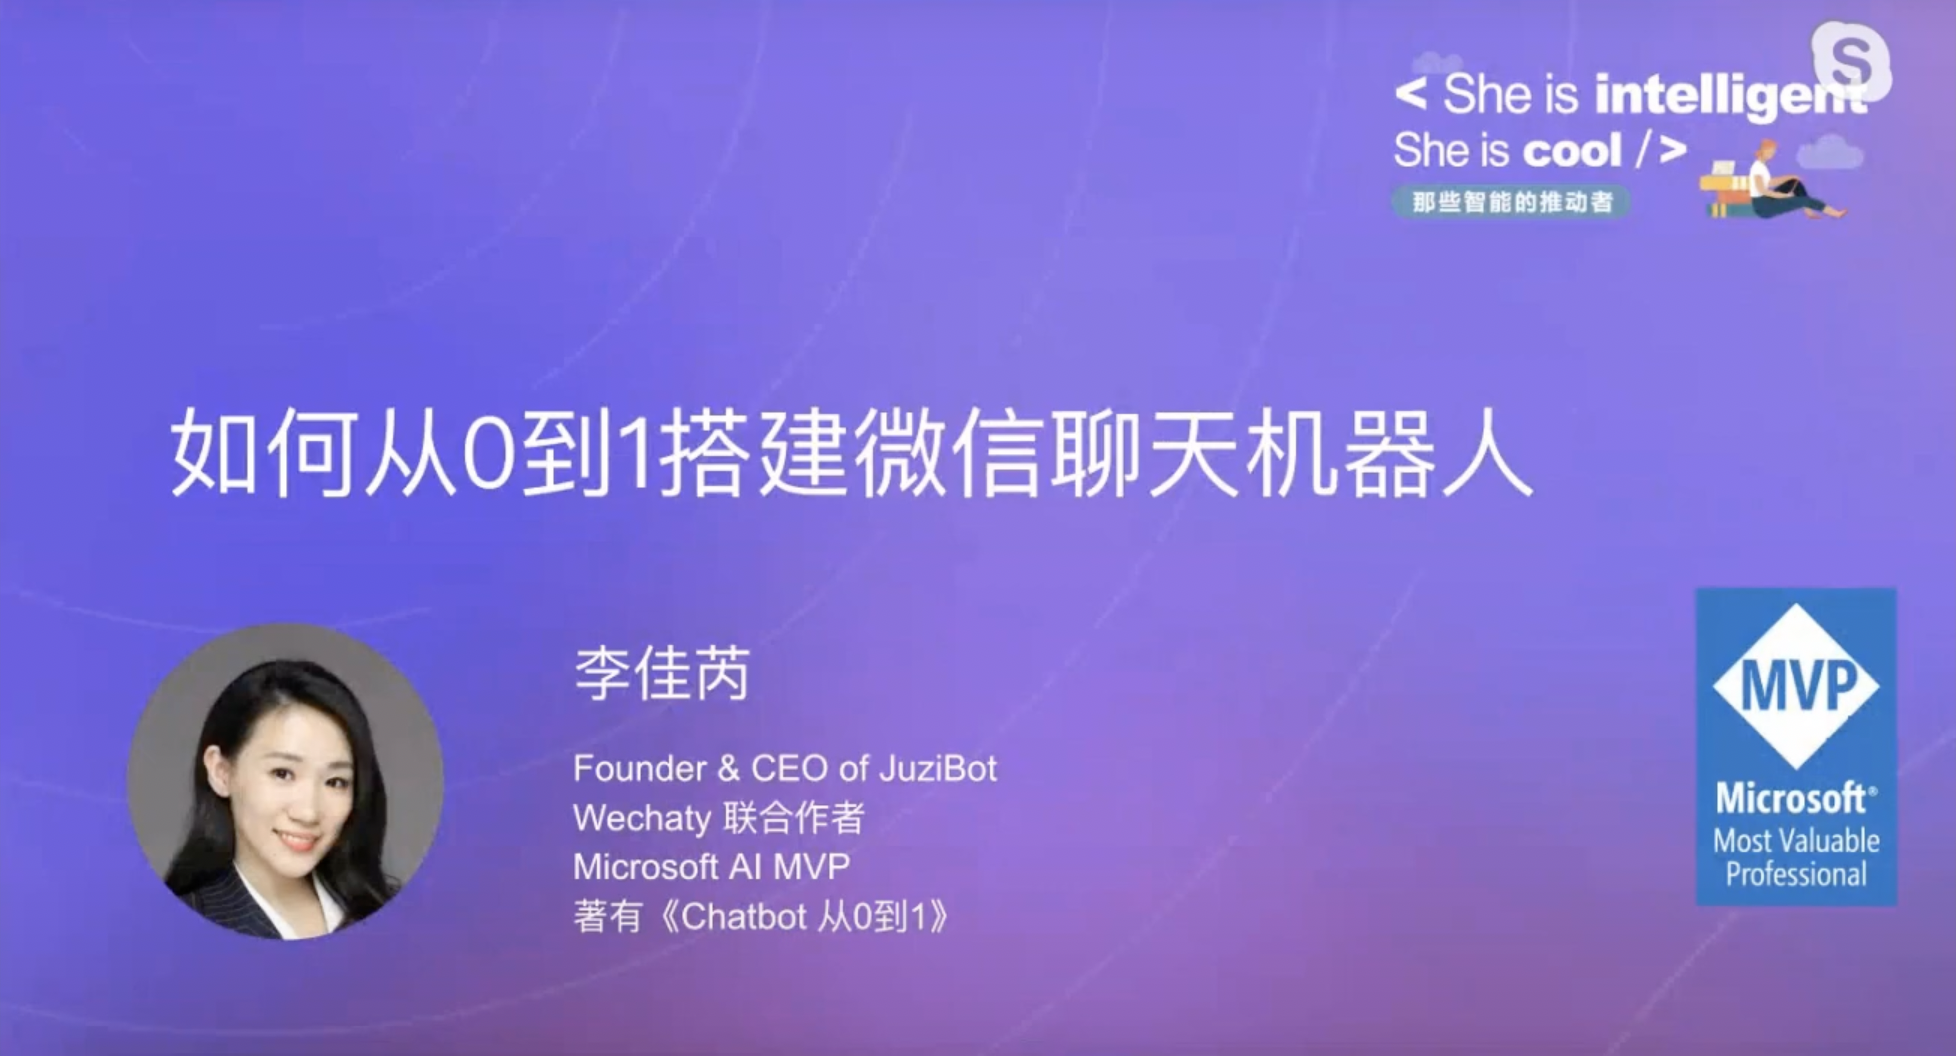 < She is intelligent
She is cool />
那些智能的推动者
S
如何从0到1搭建微信聊天机器人
李佳芮
Founder & CEO of JuziBot
Wechaty 联合作者
Microsoft AI MVP
著有《Chatbot 从0到1》
MVP
Microsoft®
Most Valuable
Professional